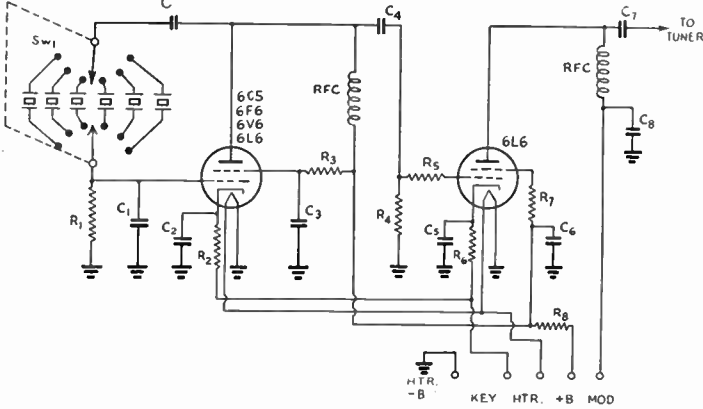 C
C4
C7
TO
TUNER
Sw1
RFC
RFC
6C5
6F6
6V6
6L6
C8
6L6
R3
R5
R7
R1
C1
C2
R2
C3
R4
C5
R6
C6
R8
HTR.
-B
KEY
HTR.
+B
MOD